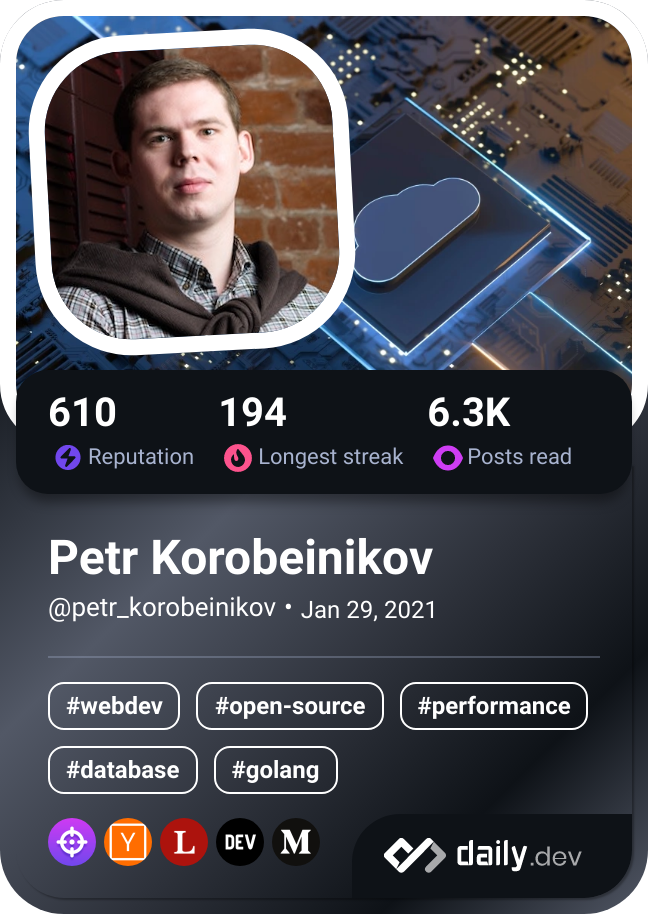 610 194 6.3K
Reputation Longest streak Posts read
Petr Korobeinikov
@petr_korobeinikov • Jan 29, 2021
#webdev #open-source #performance
#database #golang
Y L DEV M
daily.dev